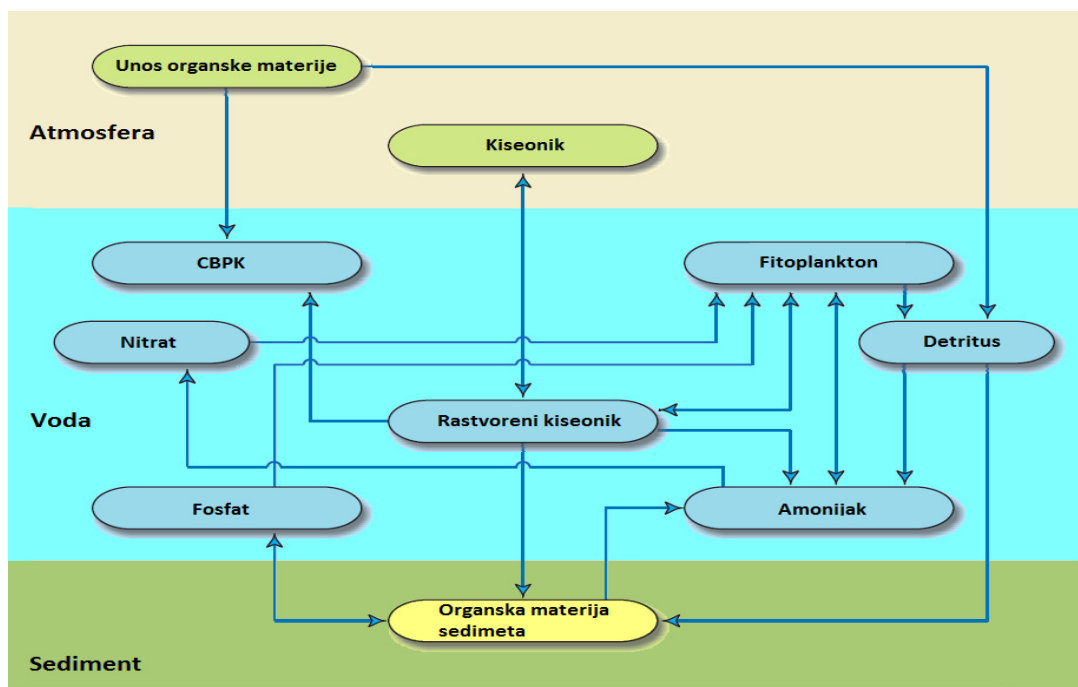 Unos organske materije
Atmosfera
Kiseonik
CBPK
Fitoplankton
Nitrat
Detritus
Voda
Rastvoreni kiseonik
Fosfat
Amonijak
Organska materija
sedimeta
Sediment